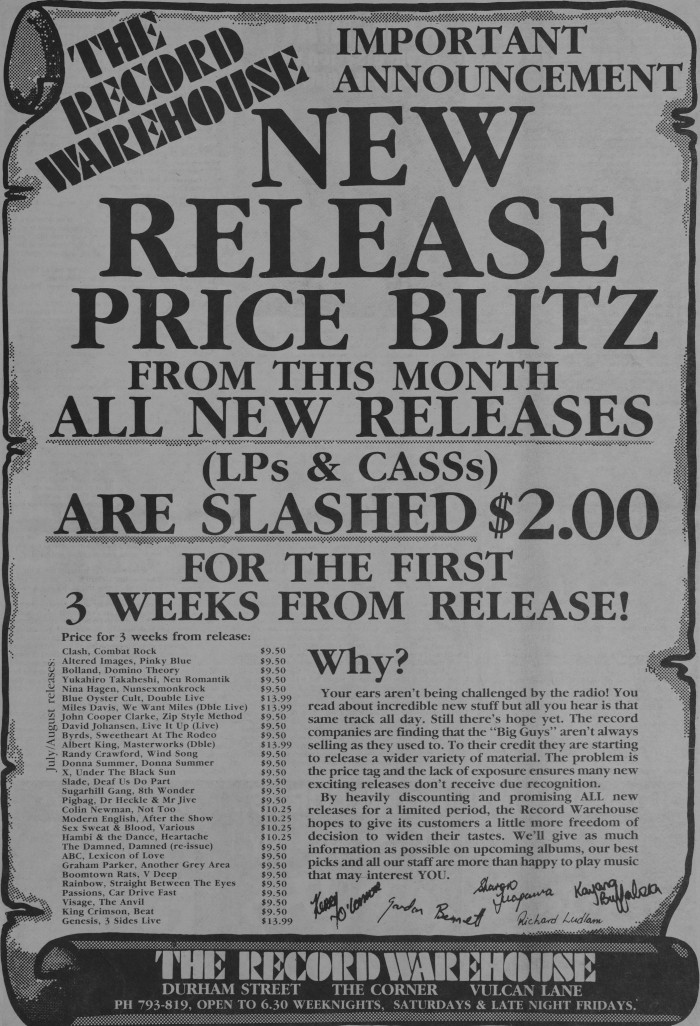 THE
RECORD
WAREHOUSE
IMPORTANT
ANNOUNCEMENT
NEW
RELEASE
PRICE BLITZ
FROM THIS MONTH
ALL NEW RELEASES
(LPs & CASSs)
ARE SLASHED $2.00
FOR THE FIRST
3 WEEKS FROM RELEASE!
Price for 3 weeks from release:
July/August releases:
Clash, Combat Rock $9.50
Altered Images, Pinky Blue $9.50
Bolland, Domino Theory $9.50
Yukahiro Takaheshi, Neu Romantik $9.50
Nina Hagen, Nunsexmonkrock $9.50
Blue Oyster Cult, Double Live $13.99
Miles Davis, We Want Miles (Dble Live) $13.99
John Cooper Clarke, Zip Style Method $9.50
David Johansen, Live It Up (Live) $9.50
Byrds, Sweetheart At The Rodeo $9.50
Albert King, Masterworks (Dble) $13.99
Randy Crawford, Wind Song $9.50
Donna Summer, Donna Summer $9.50
X, Under The Black Sun $9.50
Slade, Deaf Us Do Part $9.50
Sugarhill Gang, 8th Wonder $9.50
Pigbag, Dr Heckle & Mr Jive $9.50
Colin Newman, Not Too $10.25
Modern English, After the Show $10.25
Sex Sweat & Blood, Various $10.25
Hambi & the Dance, Heartache $10.25
The Damned, Damned (re-issue) $9.50
ABC, Lexicon of Love $9.50
Graham Parker, Another Grey Area $9.50
Boomtown Rats, V Deep $9.50
Rainbow, Straight Between The Eyes $9.50
Passions, Car Drive Fast $9.50
Visage, The Anvil $9.50
King Crimson, Beat $9.50
Genesis, 3 Sides Live $13.99
Why?
Your ears aren't being challenged by the radio! You
read about incredible new stuff but all you hear is that
same track all day. Still there's hope yet. The record
companies are finding that the "Big Guys" aren't always
selling as they used to. To their credit they are starting
to release a wider variety of material. The problem is
the price tag and the lack of exposure ensures many new
exciting releases don't receive due recognition.
By heavily discounting and promising ALL new
releases for a limited period, the Record Warehouse
hopes to give its customers a little more freedom of
decision to widen their tastes. We'll give as much
information as possible on upcoming albums, our best
picks and all our staff are more than happy to play music
that may interest YOU.
Kerry O'Connor
Gordon Bennett
Richard Ludlam
THE RECORD WAREHOUSE
DURHAM STREET THE CORNER VULCAN LANE
PH 793-819, OPEN TO 6.30 WEEKNIGHTS, SATURDAYS & LATE NIGHT FRIDAYS.